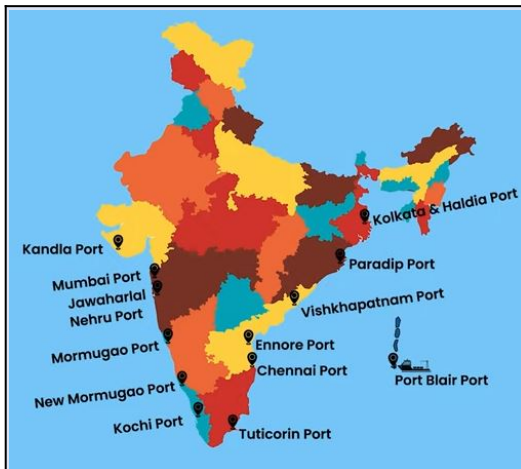 Kolkata & Haldia Port
Kandla Port
Paradip Port
Mumbai Port
Jawaharlal
Nehru Port
Vishkhapatnam Port
Mormugao Port
Ennore Port
Chennai Port
Port Blair Port
New Mormugao Port
Kochi Port
Tuticorin Port